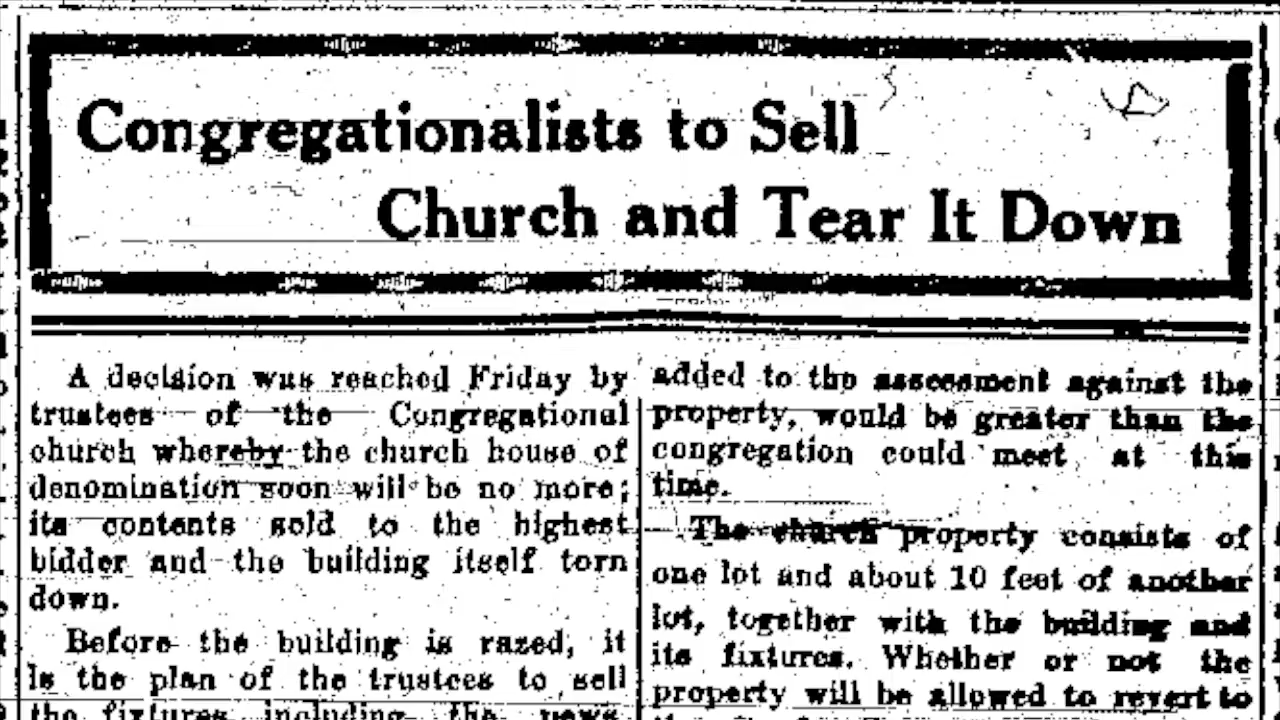 Congregationalists to Sell
Church and Tear It Down
A decision was reached Friday by
trustees of the Congregational
church whereby the church house of
denomination soon will be no more;
its contents sold to the highest
bidder and the building itself torn
down.
Before the building is razed, it
is the plan of the trustees to sell
the fixtures, including the pews,
added to the assessment against the
property, would be greater than the
congregation could meet at this
time.
The church property consists of
one lot and about 10 feet of another
lot, together with the building and
its fixtures. Whether or not the
property will be allowed to revert to